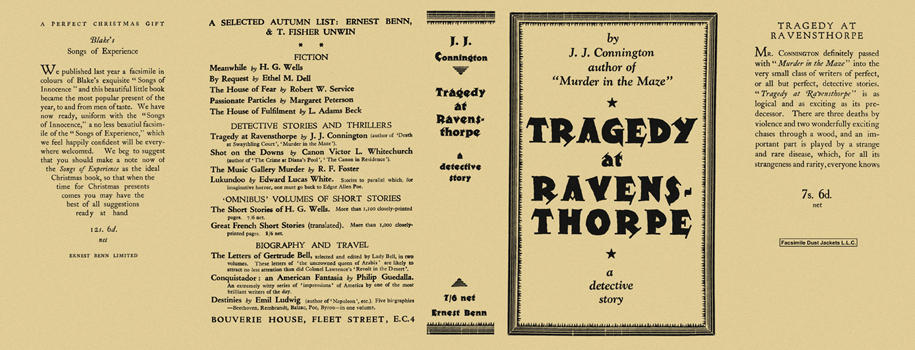 A PERFECT CHRISTMAS GIFT
Blake's
Songs of Experience
We published last year a facsimile in
colours of Blake's exquisite "Songs of
Innocence" and this beautiful little book
became the most popular present of the
year, to and from men of taste. We have
now ready, uniform with the "Songs
of Innocence," a no less beautiful facsim-
ile of the "Songs of Experience," which
we feel happily confident will be every-
where welcomed. We beg to suggest
that you should make a note now of
the Songs of Experience as the ideal
Christmas book, so that when the
time for Christmas presents
comes you may have the
best of all suggestions
ready at hand
12s. 6d.
net
ERNEST BENN LIMITED
A SELECTED AUTUMN LIST: ERNEST BENN,
& T. FISHER UNWIN
* *
FICTION
Meanwhile by H. G. Wells
By Request by Ethel M. Dell
The House of Fear by Robert W. Service
Passionate Particles by Margaret Peterson
The House of Fulfilment by L. Adams Beck
DETECTIVE STORIES AND THRILLERS
Tragedy at Ravensthorpe by J. J. Connington (author of 'Death
at Swaythling Court', 'Murder in the Maze').
Shot on the Downs by Canon Victor L. Whitechurch
(author of 'The Crime at Diana's Pool', 'The Canon in Residence').
The Music Gallery Murder by R. F. Foster
Lukundoo by Edward Lucas White. Stories to parallel which, for
imaginative horror, one must go back to Edgar Allen Poe.
'OMNIBUS' VOLUMES OF SHORT STORIES
The Short Stories of H. G. Wells. More than 1,100 closely-printed
pages. 7/6 net.
Great French Short Stories (translated). More than 1,000 closely-
printed pages. 8/6 net.
BIOGRAPHY AND TRAVEL
The Letters of Gertrude Bell, selected and edited by Lady Bell, in two
volumes. These letters of 'the uncrowned queen of Arabia' are likely to
attract no less attention than did Colonel Lawrence's 'Revolt in the Desert'.
Conquistador: an American Fantasia by Philip Guedalla.
An extremely witty series of 'impressions' of America by one of the most
brilliant writers of the day.
Destinies by Emil Ludwig (author of 'Napoleon', etc.). Five biographies
—Beethoven, Rembrandt, Balzac, Poe, Byron—in one volume.
BOUVERIE HOUSE, FLEET STREET, E.C.4
J. J.
Connington
Tragedy
at
Ravens-
thorpe
a
detective
story
7/6 net
Ernest Benn
by
J. J. Connington
author of
"Murder in the Maze"
TRAGEDY
at
RAVENS-
THORPE
a
detective
story
TRAGEDY AT
RAVENSTHORPE
MR. CONNINGTON definitely passed
with "Murder in the Maze" into the
very small class of writers of perfect,
or all but perfect, detective stories.
"Tragedy at Ravensthorpe" is as
logical and as exciting as its pre-
decessor. There are three deaths by
violence and two wonderfully exciting
chases through a wood, and an im-
portant part is played by a strange
and rare disease, which, for all its
strangeness and rarity, everyone knows
7s. 6d.
net
Facsimile Dust Jackets L.L.C.